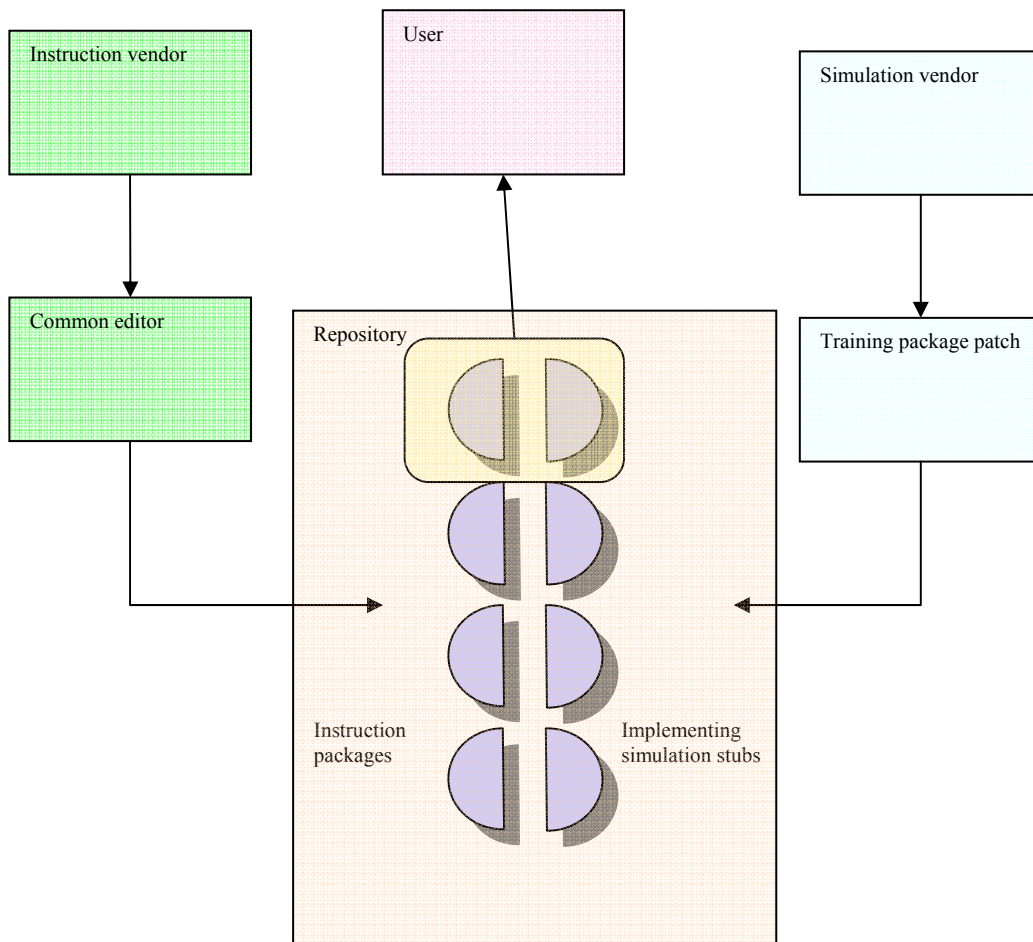 Instruction vendor
User
Simulation vendor
Common editor
Repository
Training package patch
Instruction
packages
Implementing
simulation stubs